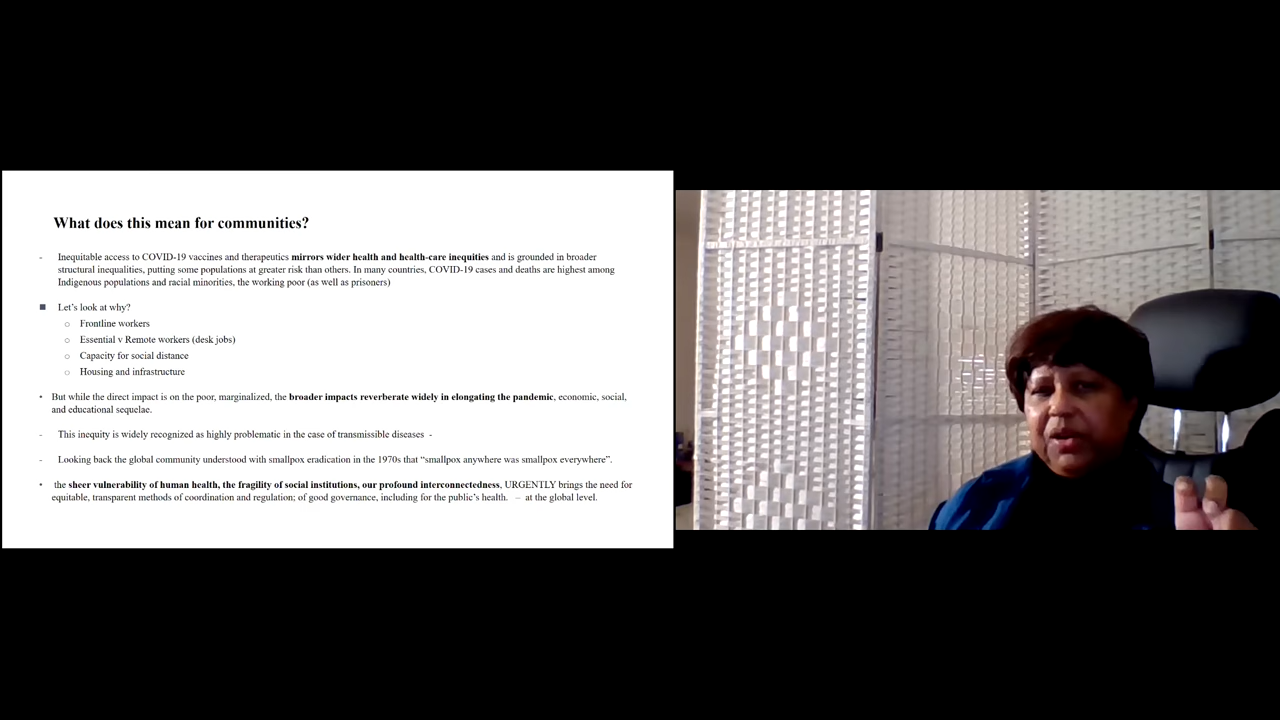 What does this mean for communities?
- Inequitable access to COVID-19 vaccines and therapeutics mirrors wider health and health-care inequities and is grounded in broader
structural inequalities, putting some populations at greater risk than others. In many countries, COVID-19 cases and deaths are highest among
Indigenous populations and racial minorities, the working poor (as well as prisoners)
■ Let's look at why?
○ Frontline workers
○ Essential v Remote workers (desk jobs)
○ Capacity for social distance
○ Housing and infrastructure
• But while the direct impact is on the poor, marginalized, the broader impacts reverberate widely in elongating the pandemic, economic, social,
and educational sequelae.
- This inequity is widely recognized as highly problematic in the case of transmissible diseases -
- Looking back the global community understood with smallpox eradication in the 1970s that “smallpox anywhere was smallpox everywhere”.
• the sheer vulnerability of human health, the fragility of social institutions, our profound interconnectedness, URGENTLY brings the need for
equitable, transparent methods of coordination and regulation; of good governance, including for the public's health. – at the global level.